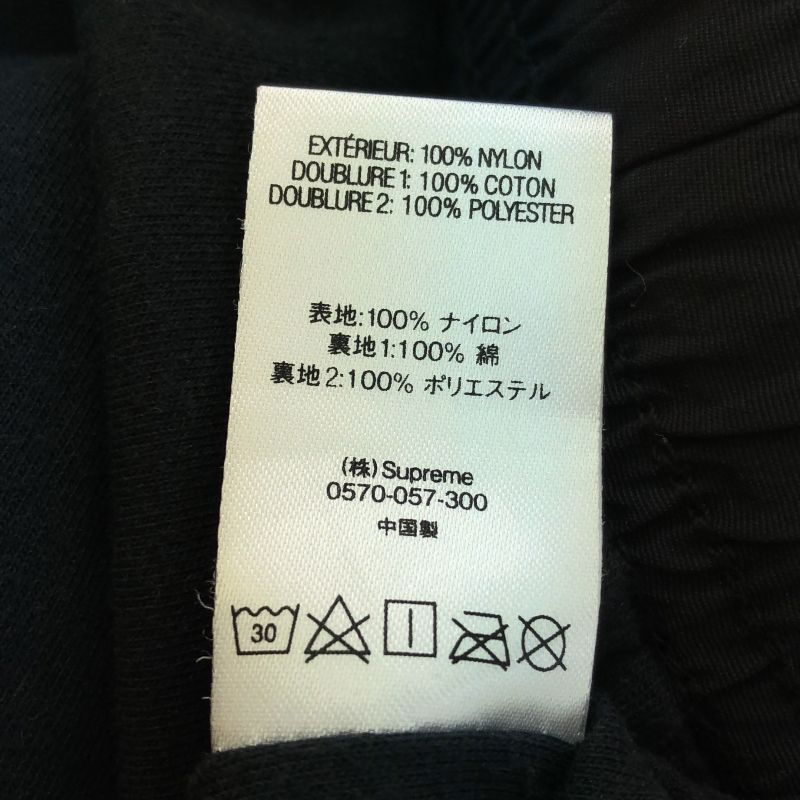 EXTÉRIEUR: 100% NYLON
DOUBLURE 1: 100% COTON
DOUBLURE 2: 100% POLYESTER
表地:100% ナイロン
裏地1:100% 綿
裏地2:100% ポリエステル
(株)Supreme
0570-057-300
中国製
30